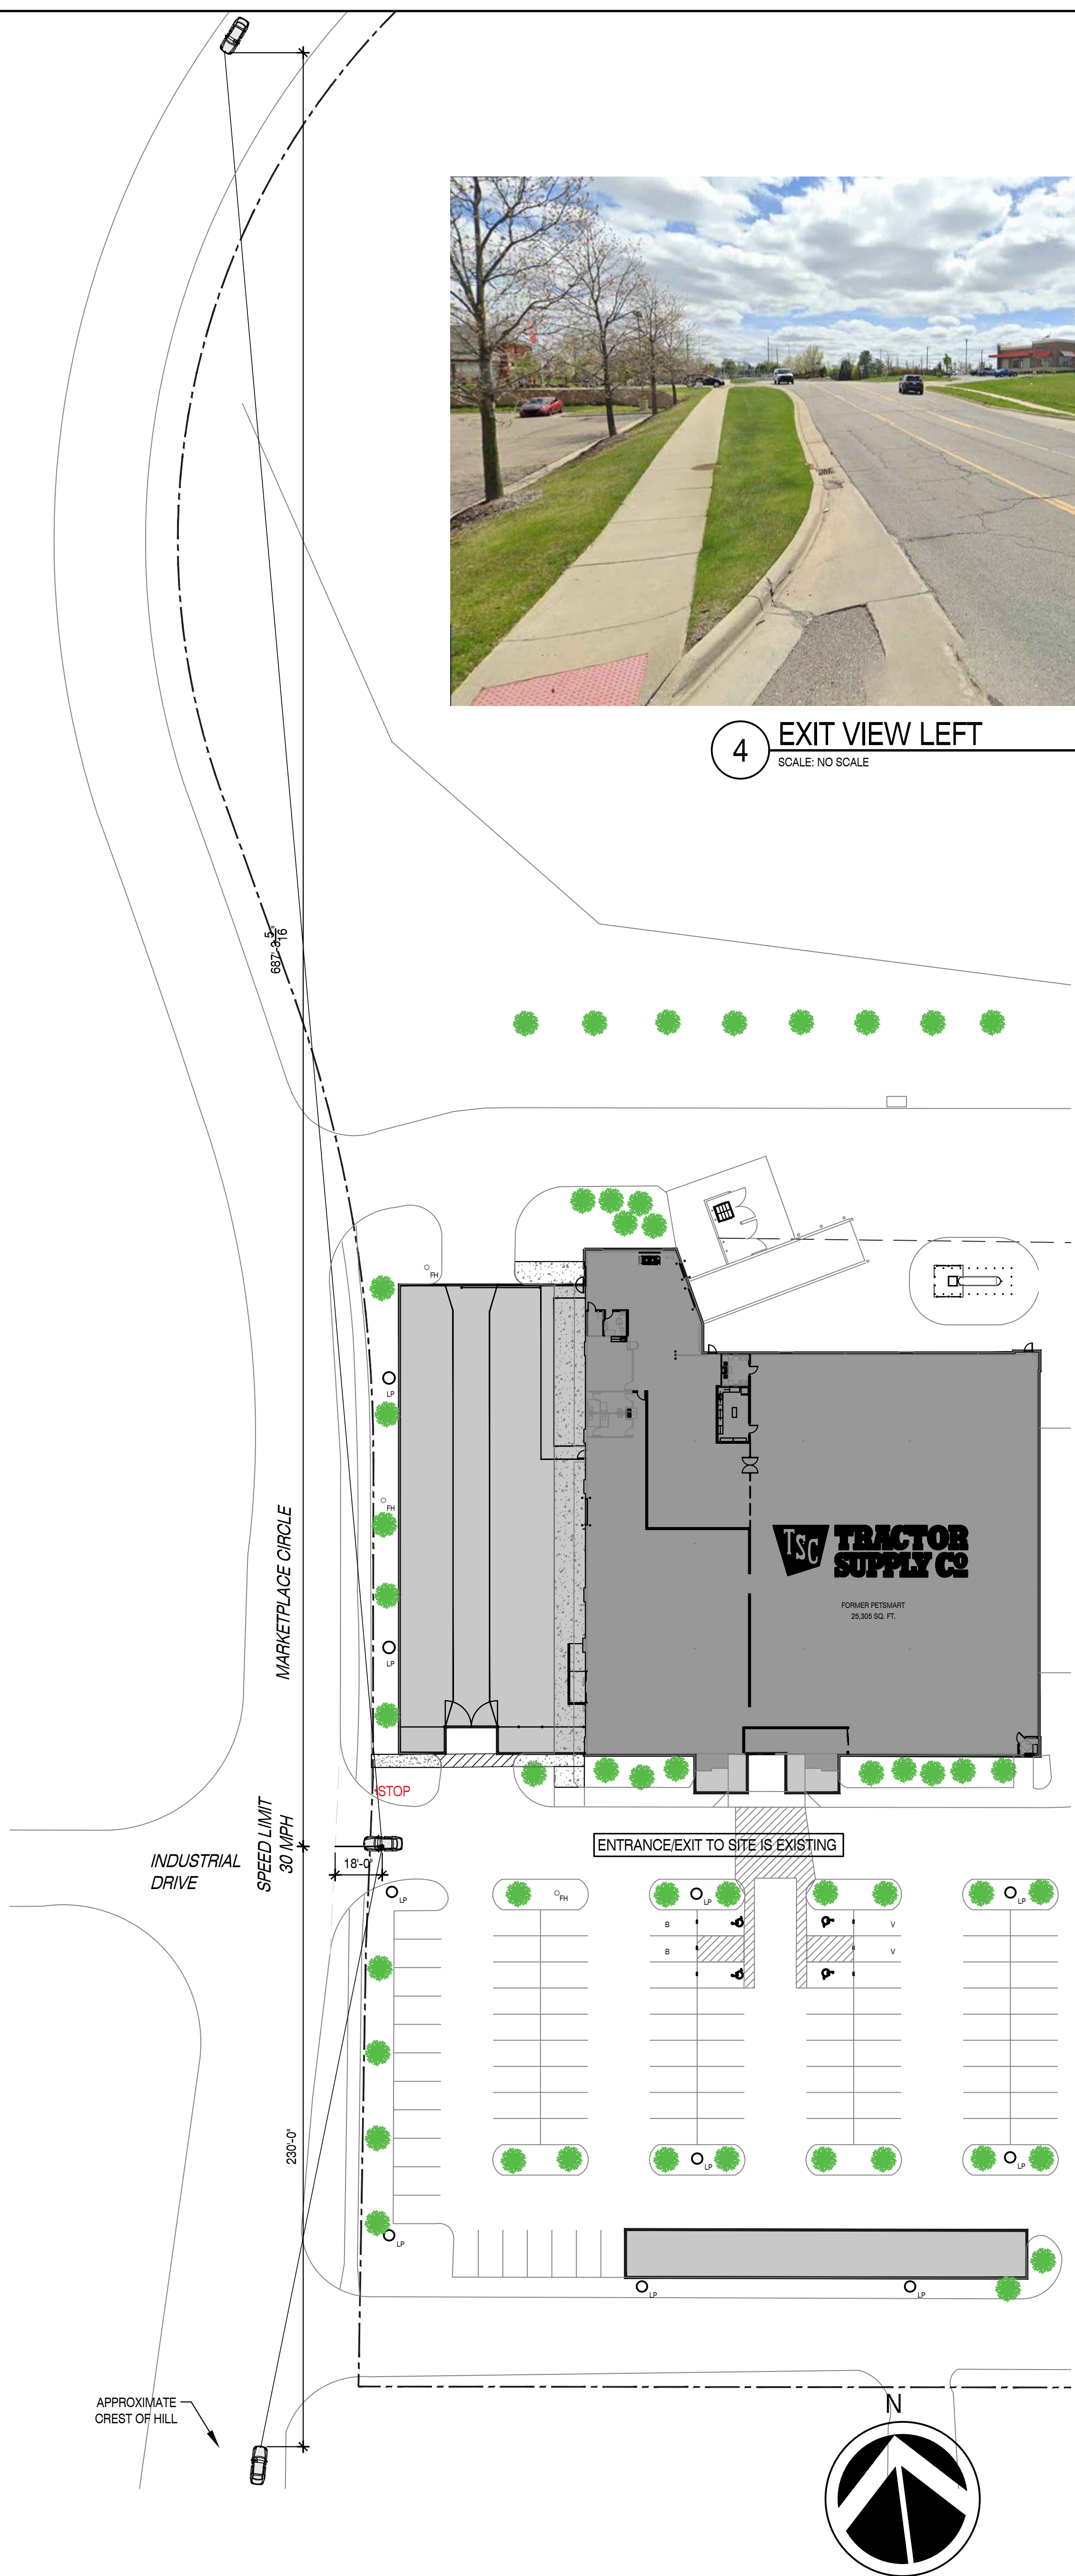 4
EXIT VIEW LEFT
SCALE: NO SCALE
687'-8 5/16"
FH
LP
FH
MARKETPLACE CIRCLE
TSC TRACTOR
SUPPLY CO
FORMER PETSMART
25,305 SQ. FT.
LP
STOP
SPEED LIMIT
30 MPH
INDUSTRIAL
DRIVE
ENTRANCE/EXIT TO SITE IS EXISTING
18'-0"
LP
FH
LP
LP
B
V
B
V
230'-0"
LP
LP
LP
LP
LP
APPROXIMATE
CREST OF HILL
N